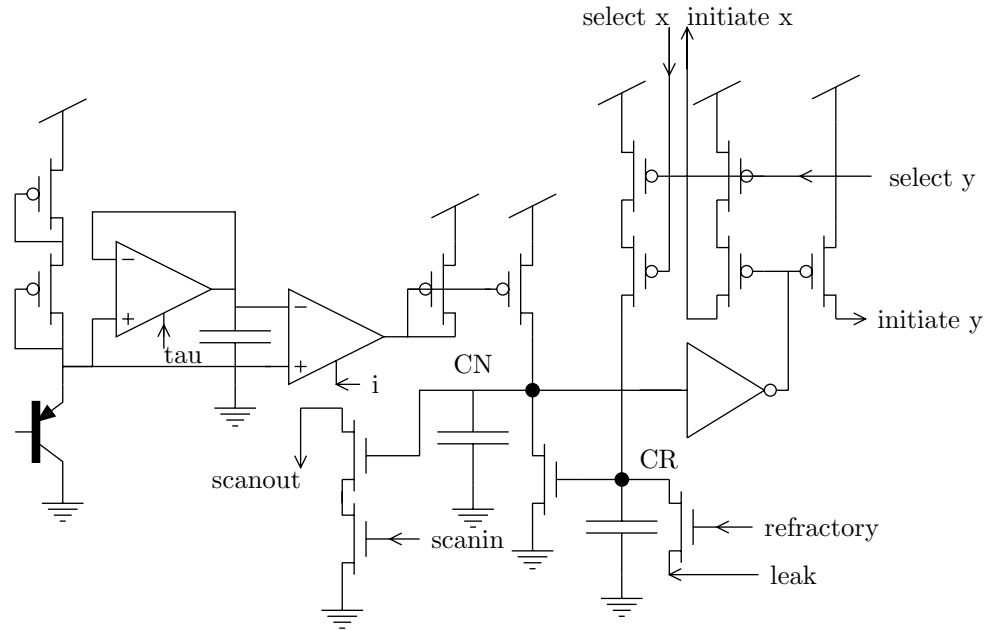 select x initiate x
select y
initiate y
−
−
+
tau
+
i
CN
CR
scanout
scanin
refractory
leak